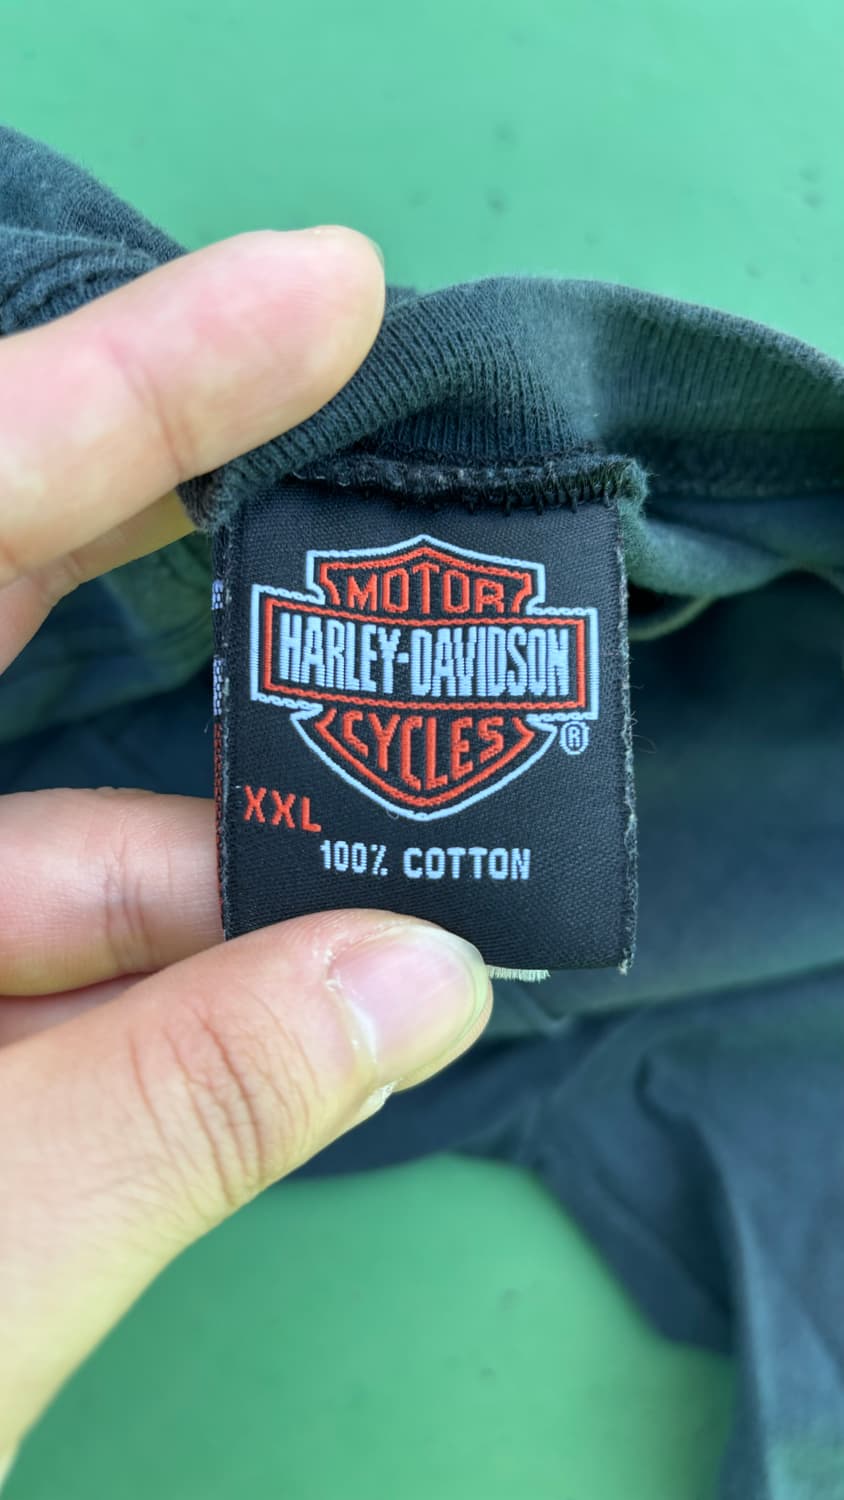 MOTOR
HARLEY-DAVIDSON
CYCLES
®
XXL
100% COTTON